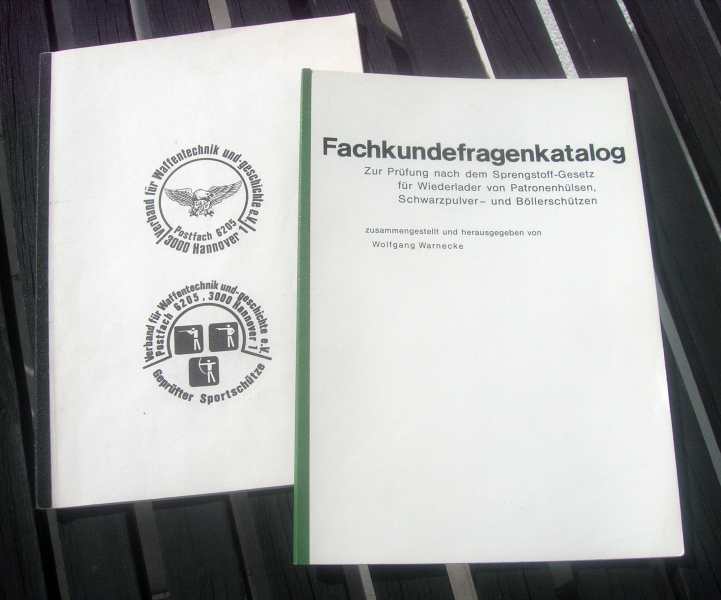 Verband für Waffentechnik und-geschichte e.V.
Postfach 6205
3000 Hannover 1
Verband für Waffentechnik und-geschichte e.V.
Postfach 6205, 3000 Hannover 1
Geprüfter Sportschütze
Fachkundefragenkatalog
Zur Prüfung nach dem Sprengstoff-Gesetz
für Wiederlader von Patronenhülsen,
Schwarzpulver- und Böllerschützen
zusammengestellt und herausgegeben von
Wolfgang Warnecke